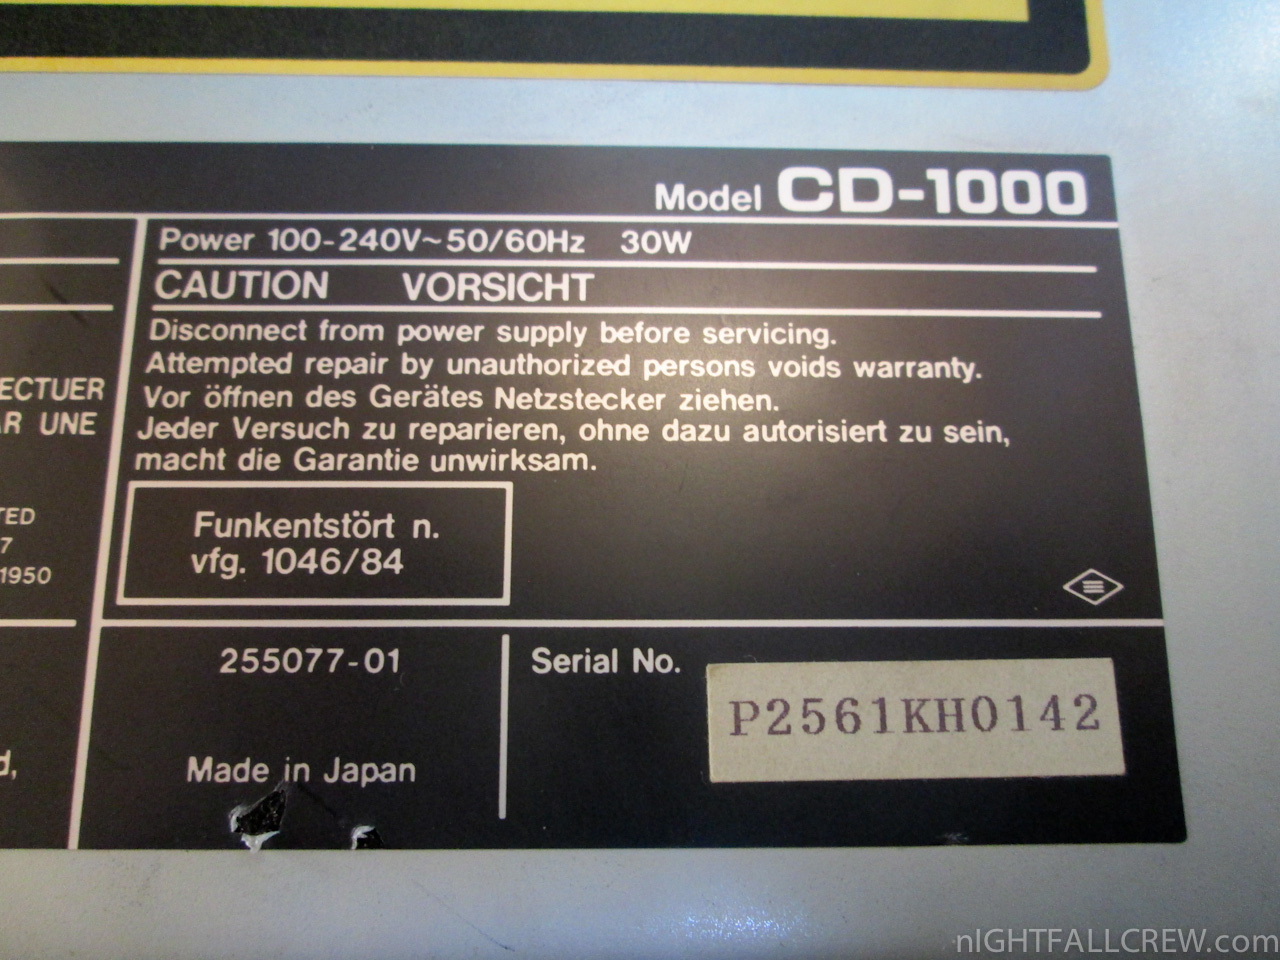 Model CD-1000
Power 100-240V~50/60Hz 30W
CAUTION VORSICHT
Disconnect from power supply before servicing.
Attempted repair by unauthorized persons voids warranty.
Vor öffnen des Gerätes Netzstecker ziehen.
Jeder Versuch zu reparieren, ohne dazu autorisiert zu sein,
macht die Garantie unwirksam.
Funkentstört n.
vfg. 1046/84
ECTUER
AR UNE
TED
7
1950
d,
255077-01
Made in Japan
Serial No.
P2561KH0142
nIGHTFALLCREW.com